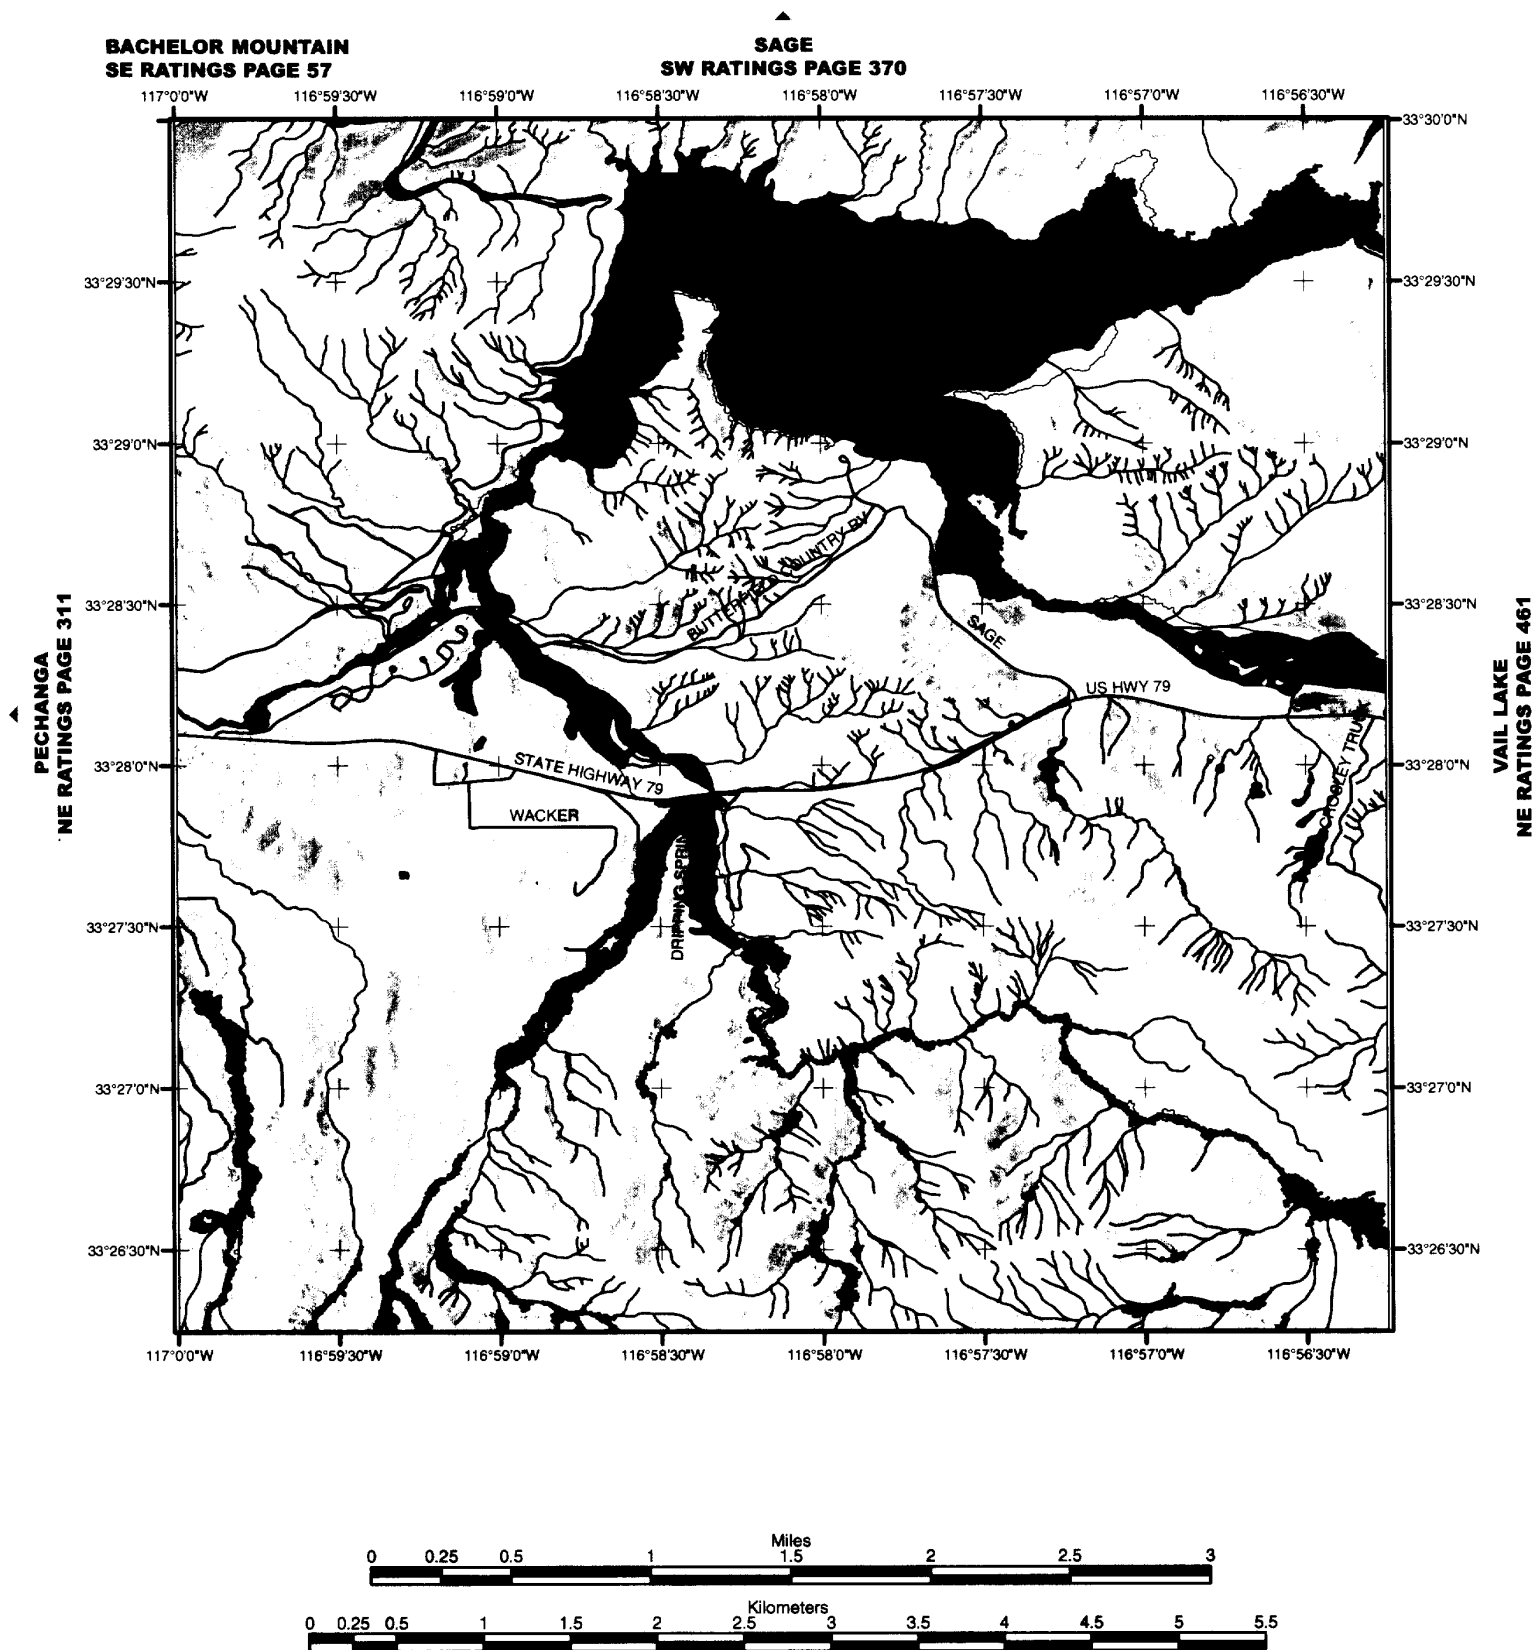 BACHELOR MOUNTAIN
SE RATINGS PAGE 57
SAGE
SW RATINGS PAGE 370
117°0'0"W
116°59'30"W
116°59'0"W
116°58'30"W
116°58'0"W
116°57'30"W
116°57'0"W
116°56'30"W
33°30'0"N
33°29'30"N
33°29'30"N
33°29'0"N
33°29'0"N
BUTTERFIELD COUNTRY RV
33°28'30"N
33°28'30"N
SAGE
PECHANGA
NE RATINGS PAGE 311
VAIL LAKE
NE RATINGS PAGE 461
US HWY 79
CROSLEY TRUCK
33°28'0"N
33°28'0"N
STATE HIGHWAY 79
WACKER
DRIPPING SPRIN
33°27'30"N
33°27'30"N
33°27'0"N
33°27'0"N
33°26'30"N
33°26'30"N
117°0'0"W
116°59'30"W
116°59'0"W
116°58'30"W
116°58'0"W
116°57'30"W
116°57'0"W
116°56'30"W
Miles
0 0.25 0.5 1 1.5 2 2.5 3
Kilometers
0 0.25 0.5 1 1.5 2 2.5 3 3.5 4 4.5 5 5.5